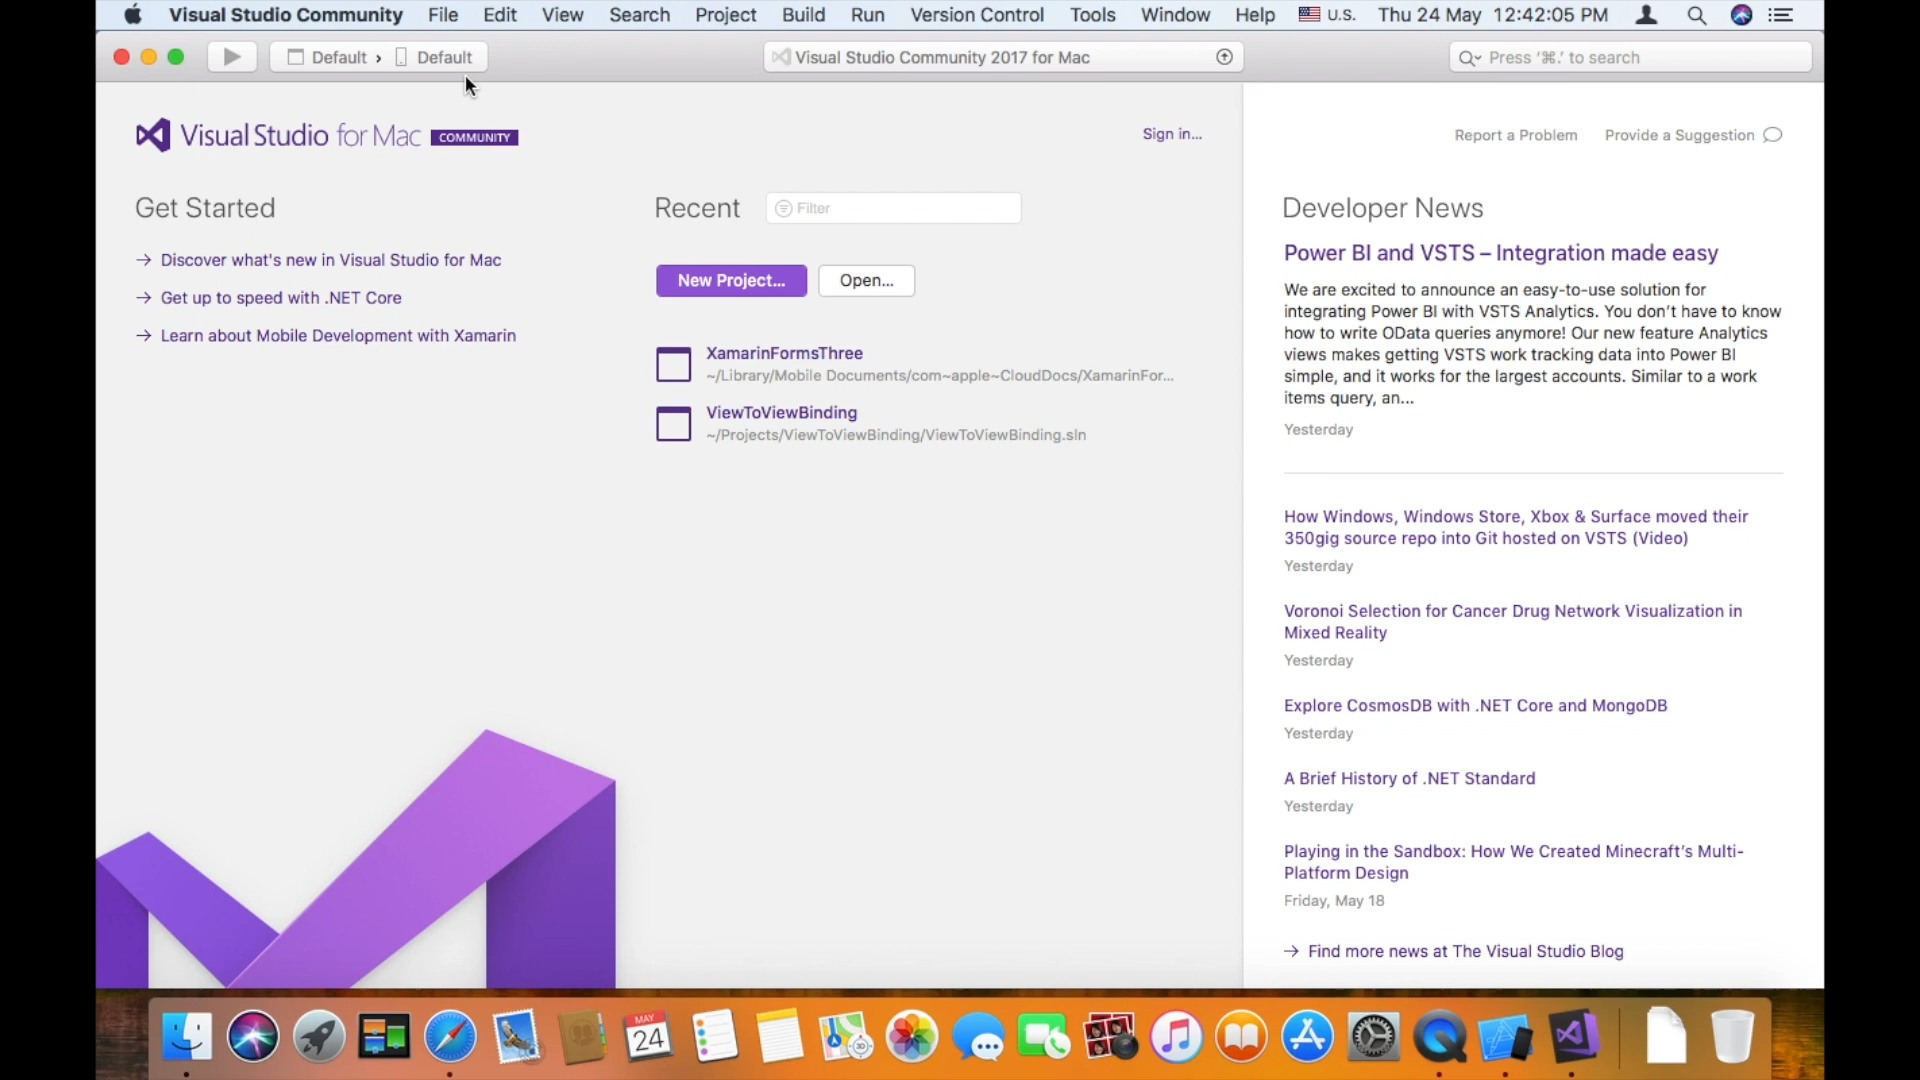 Visual Studio Community File Edit View Search Project Build Run Version Control Tools Window Help U.S. Thu 24 May 12:42:05 PM
Default › Default
Visual Studio Community 2017 for Mac
Press '⌘.' to search
Visual Studio for Mac COMMUNITY
Sign in...
Report a Problem Provide a Suggestion
Get Started
→ Discover what's new in Visual Studio for Mac
→ Get up to speed with .NET Core
→ Learn about Mobile Development with Xamarin
Recent
Filter
New Project... Open...
XamarinFormsThree
~/Library/Mobile Documents/com~apple~CloudDocs/XamarinFor...
ViewToViewBinding
~/Projects/ViewToViewBinding/ViewToViewBinding.sln
Developer News
Power BI and VSTS – Integration made easy
We are excited to announce an easy-to-use solution for
integrating Power BI with VSTS Analytics. You don't have to know
how to write OData queries anymore! Our new feature Analytics
views makes getting VSTS work tracking data into Power BI
simple, and it works for the largest accounts. Similar to a work
items query, an...
Yesterday
How Windows, Windows Store, Xbox & Surface moved their
350gig source repo into Git hosted on VSTS (Video)
Yesterday
Voronoi Selection for Cancer Drug Network Visualization in
Mixed Reality
Yesterday
Explore CosmosDB with .NET Core and MongoDB
Yesterday
A Brief History of .NET Standard
Yesterday
Playing in the Sandbox: How We Created Minecraft's Multi-
Platform Design
Friday, May 18
→ Find more news at The Visual Studio Blog
MAY
24
3D